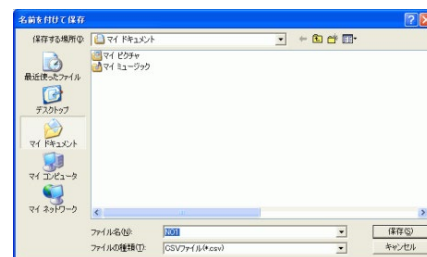 名前を付けて保存
保存する場所(I):
マイ ドキュメント
マイ ピクチャ
マイ ミュージック
最近使ったファイル
デスクトップ
マイ ドキュメント
マイ コンピュータ
マイ ネットワーク
ファイル名(N):
NO1
保存(S)
ファイルの種類(T):
CSVファイル(*.csv)
キャンセル